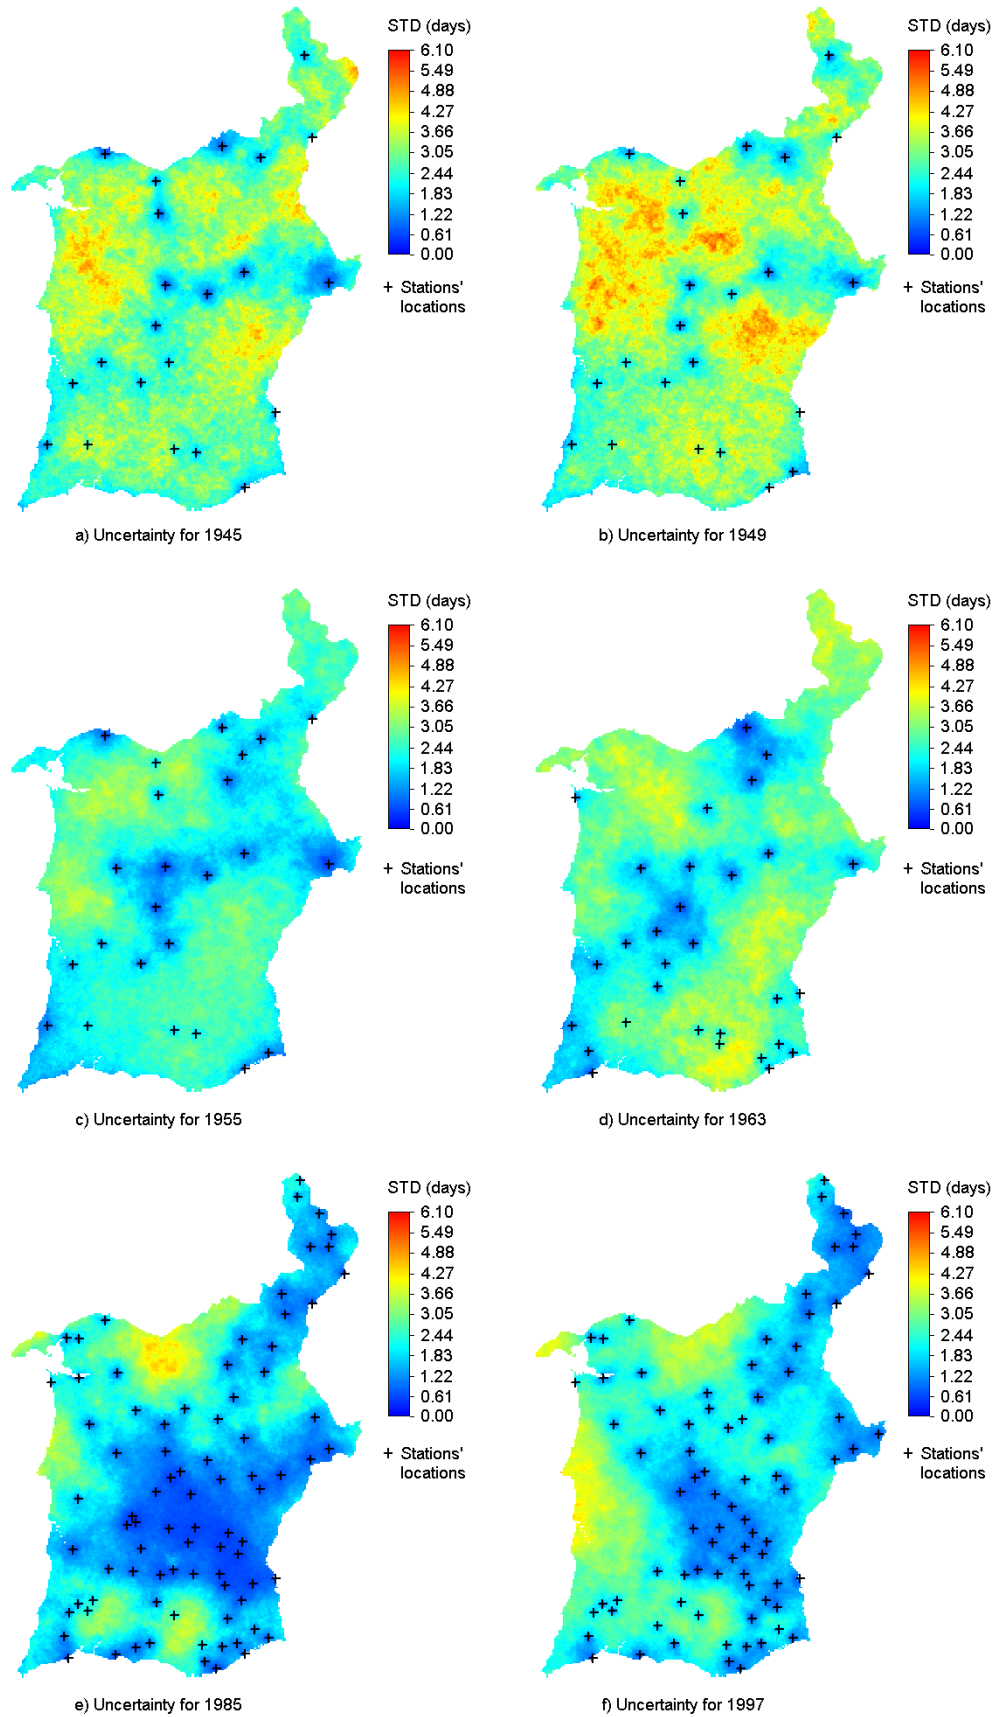 STD (days)
6.10
5.49
4.88
4.27
3.66
3.05
2.44
1.83
1.22
0.61
0.00
+ Stations'
locations
a) Uncertainty for 1945
STD (days)
6.10
5.49
4.88
4.27
3.66
3.05
2.44
1.83
1.22
0.61
0.00
+ Stations'
locations
b) Uncertainty for 1949
STD (days)
6.10
5.49
4.88
4.27
3.66
3.05
2.44
1.83
1.22
0.61
0.00
+ Stations'
locations
c) Uncertainty for 1955
STD (days)
6.10
5.49
4.88
4.27
3.66
3.05
2.44
1.83
1.22
0.61
0.00
+ Stations'
locations
d) Uncertainty for 1963
STD (days)
6.10
5.49
4.88
4.27
3.66
3.05
2.44
1.83
1.22
0.61
0.00
+ Stations'
locations
e) Uncertainty for 1985
STD (days)
6.10
5.49
4.88
4.27
3.66
3.05
2.44
1.83
1.22
0.61
0.00
+ Stations'
locations
f) Uncertainty for 1997